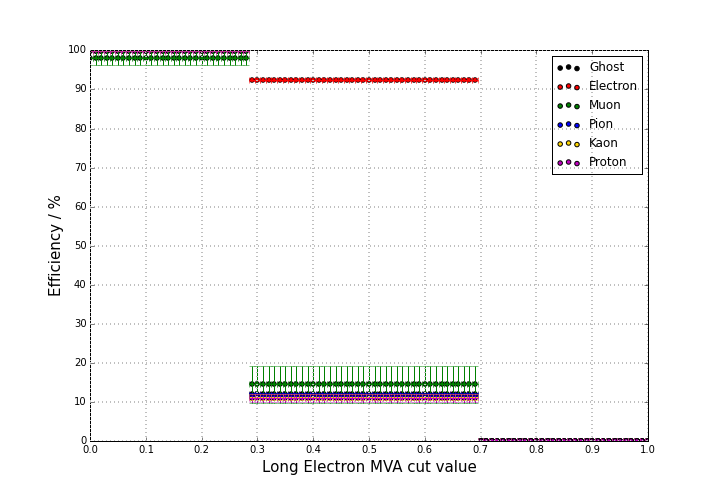 100
90
80
70
60
50
40
30
20
10
0
Efficiency / %
Ghost
Electron
Muon
Pion
Kaon
Proton
0.0 0.1 0.2 0.3 0.4 0.5 0.6 0.7 0.8 0.9 1.0
Long Electron MVA cut value